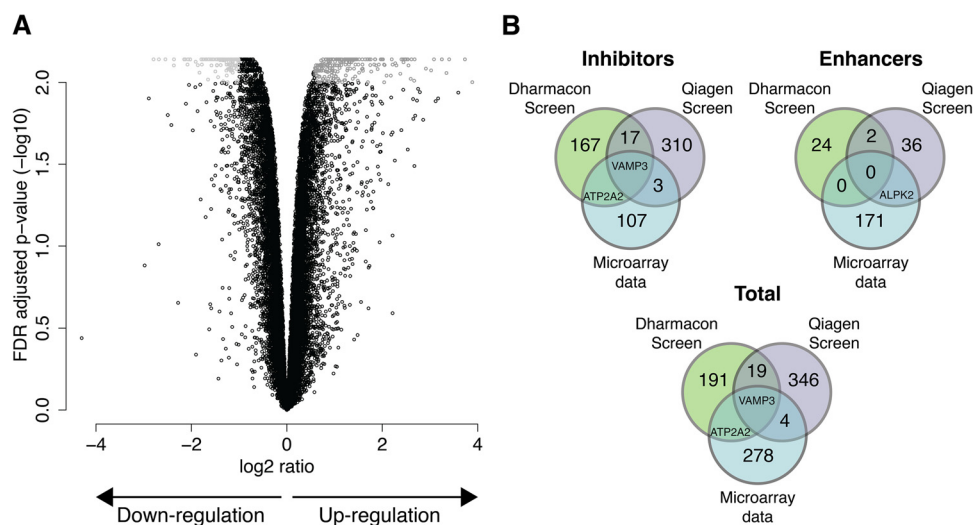 A
FDR adjusted p−value (−log10)
2.0
1.5
1.0
0.5
0.0
−4
−2
0
2
4
log2 ratio
Down-regulation
Up-regulation
B
Inhibitors
Dharmacon
Screen
Qiagen
Screen
167
17
310
VAMP3
ATP2A2
3
107
Microarray
data
Enhancers
Dharmacon
Screen
Qiagen
Screen
24
2
36
0
0
ALPK2
171
Microarray
data
Total
Dharmacon
Screen
Qiagen
Screen
191
19
346
VAMP3
ATP2A2
4
278
Microarray
data